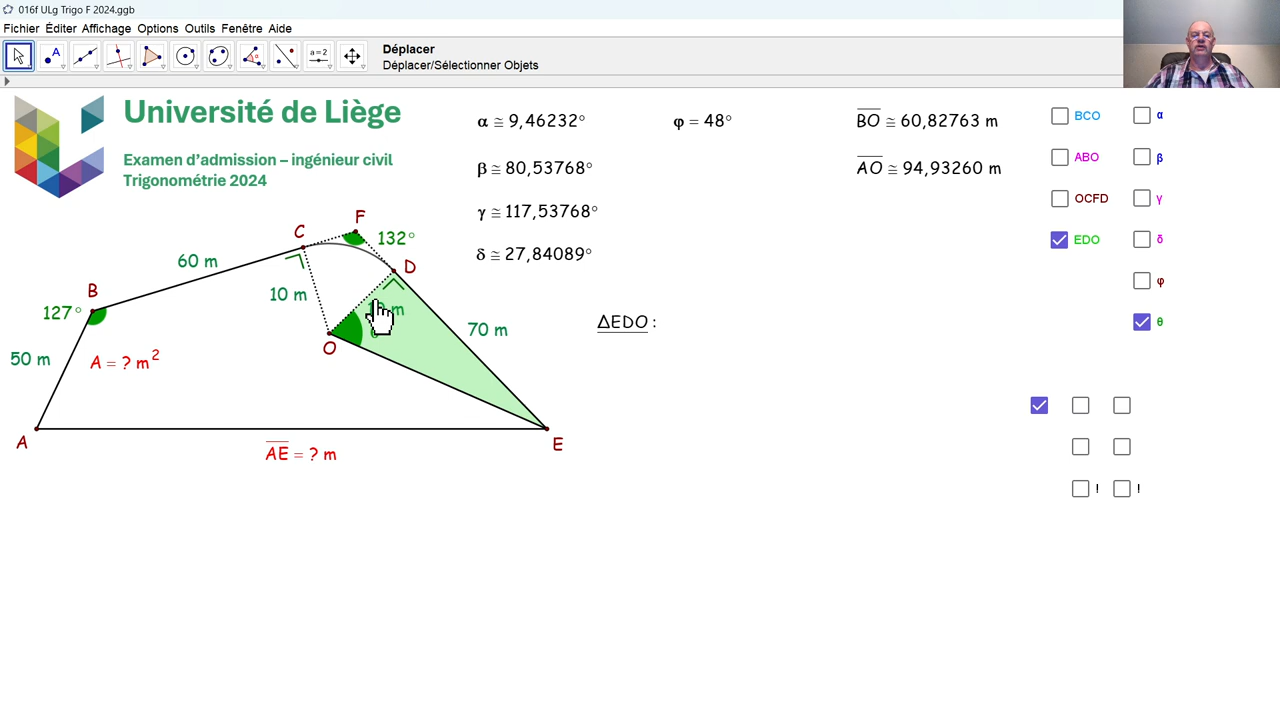 016f ULg Trigo F 2024.ggb
Fichier Éditer Affichage Options Outils Fenêtre Aide
A
a=2
Déplacer
Déplacer/Sélectionner Objets
Université de Liège
Examen d'admission – ingénieur civil
Trigonométrie 2024
α ≅ 9,46232°
φ = 48°
BO ≅ 60,82763 m
β ≅ 80,53768°
AO ≅ 94,93260 m
γ ≅ 117,53768°
δ ≅ 27,84089°
BCO
α
ABO
β
OCFD
γ
EDO
δ
φ
θ
F
C
132°
60 m
D
B
10 m
127°
m
70 m
O
50 m
A = ? m²
ΔEDO :
A
E
AE = ? m
!
!